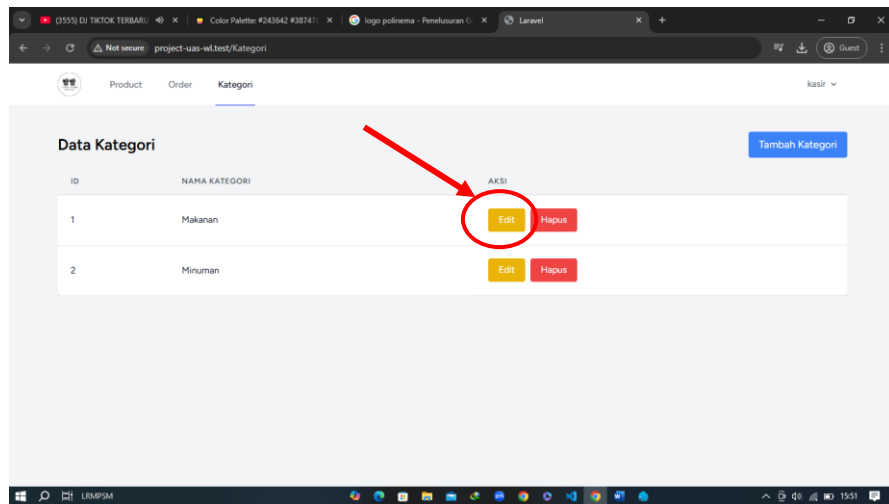 (3555) DJ TIKTOK TERBARU
Color Palette: #243642 #38747
logo polinema - Penelusuran G
Laravel
Not secure project-uas-wl.test/Kategori
Guest
Product Order Kategori kasir
Data Kategori Tambah Kategori
ID NAMA KATEGORI AKSI
1 Makanan Edit Hapus
2 Minuman Edit Hapus
LRMPSM
15:51